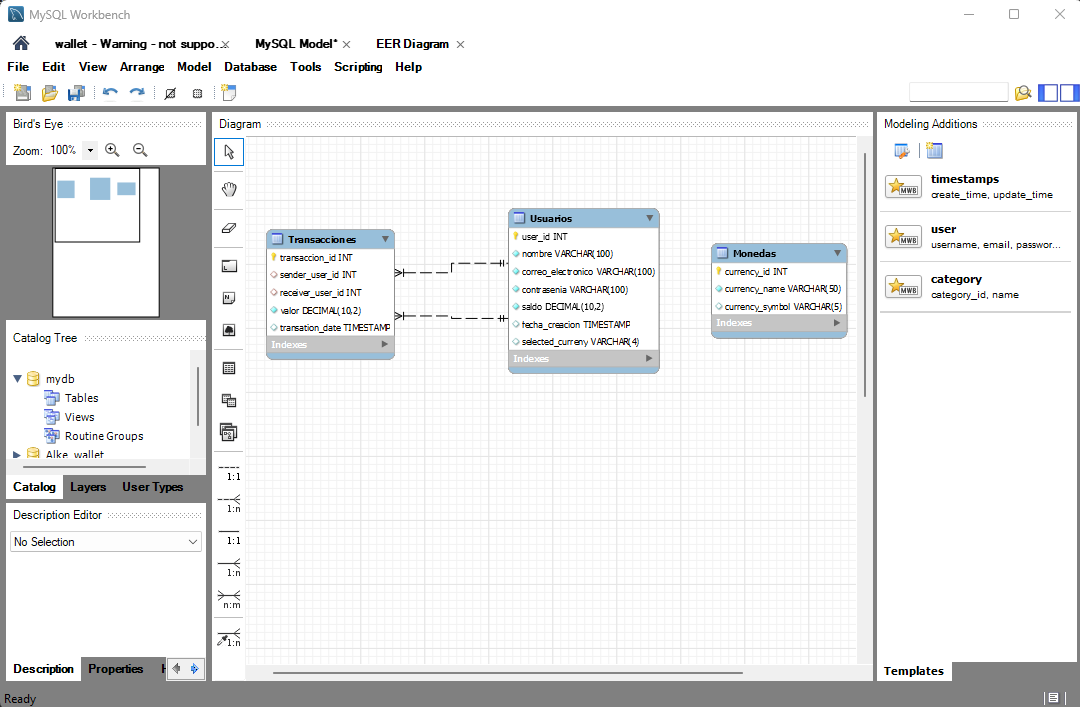 MySQL Workbench
wallet - Warning - not suppo..
MySQL Model*
EER Diagram
File Edit View Arrange Model Database Tools Scripting Help
Bird's Eye
Zoom: 100%
Catalog Tree
mydb
Tables
Views
Routine Groups
Alke_wallet
Catalog Layers User Types
Description Editor
No Selection
Description Properties H
Ready
Diagram
1:1
1:n
1:1
1:n
n:m
1:n
Transacciones
transaccion_id INT
sender_user_id INT
receiver_user_id INT
valor DECIMAL(10,2)
transation_date TIMESTAMP
Indexes
Usuarios
user_id INT
nombre VARCHAR(100)
correo_electronico VARCHAR(100)
contrasenia VARCHAR(100)
saldo DECIMAL(10,2)
fecha_creacion TIMESTAMP
selected_curreny VARCHAR(4)
Indexes
Monedas
currency_id INT
currency_name VARCHAR(50)
currency_symbol VARCHAR(5)
Indexes
Modeling Additions
MWB
timestamps
create_time, update_time
MWB
user
username, email, passwor...
MWB
category
category_id, name
Templates